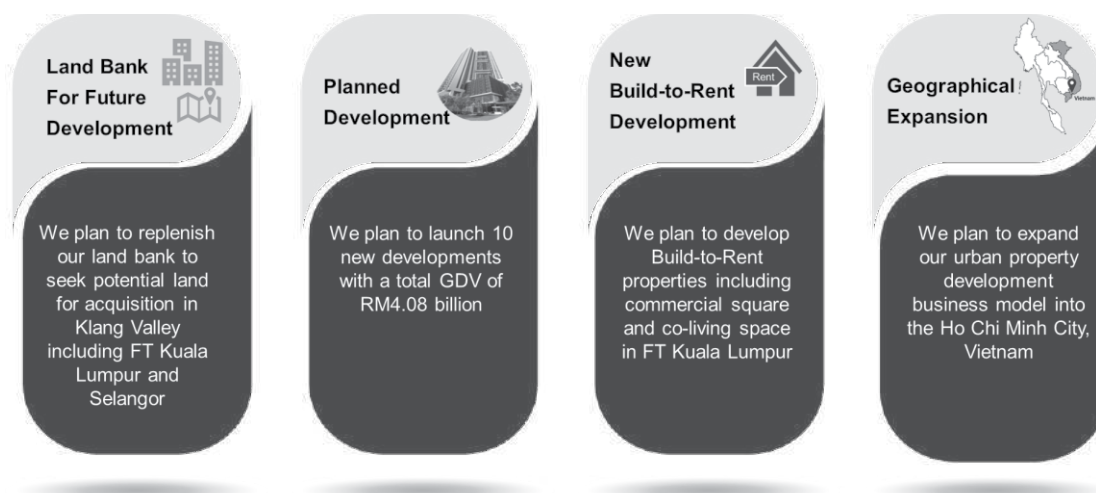 Land Bank
For Future
Development
We plan to replenish
our land bank to
seek potential land
for acquisition in
Klang Valley
including FT Kuala
Lumpur and
Selangor
Planned
Development
We plan to launch 10
new developments
with a total GDV of
RM4.08 billion
New
Build-to-Rent
Development
Rent
We plan to develop
Build-to-Rent
properties including
commercial square
and co-living space
in FT Kuala Lumpur
Geographical
Expansion
Vietnam
We plan to expand
our urban property
development
business model into
the Ho Chi Minh City,
Vietnam